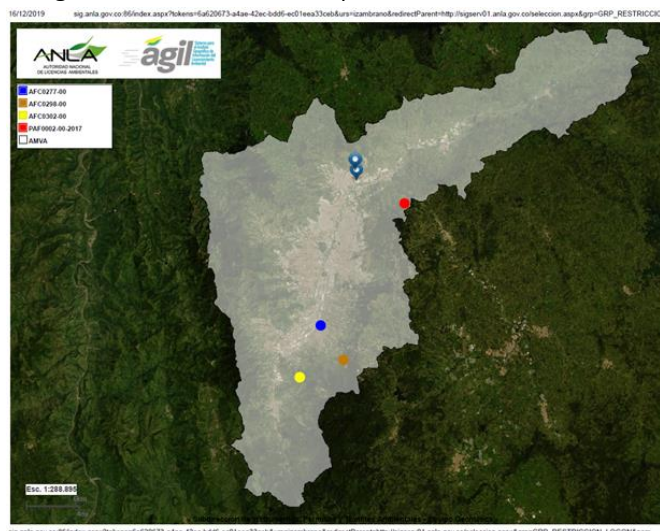 16/12/2019
sig.anla.gov.co:86/index.aspx?tokens=6a620673-a4ae-42ec-bdd6-ec01eea33ceb&urs=izambrano&redirectParent=http://sigserv01.anla.gov.co/seleccion.aspx&grp=GRP_RESTRICCIO
ANLA
AUTORIDAD NACIONAL
DE LICENCIAS AMBIENTALES
ágil
AFC0277-00
AFC0298-00
AFC0302-00
PAF0002-00-2017
AMVA
Esc. 1:288.895